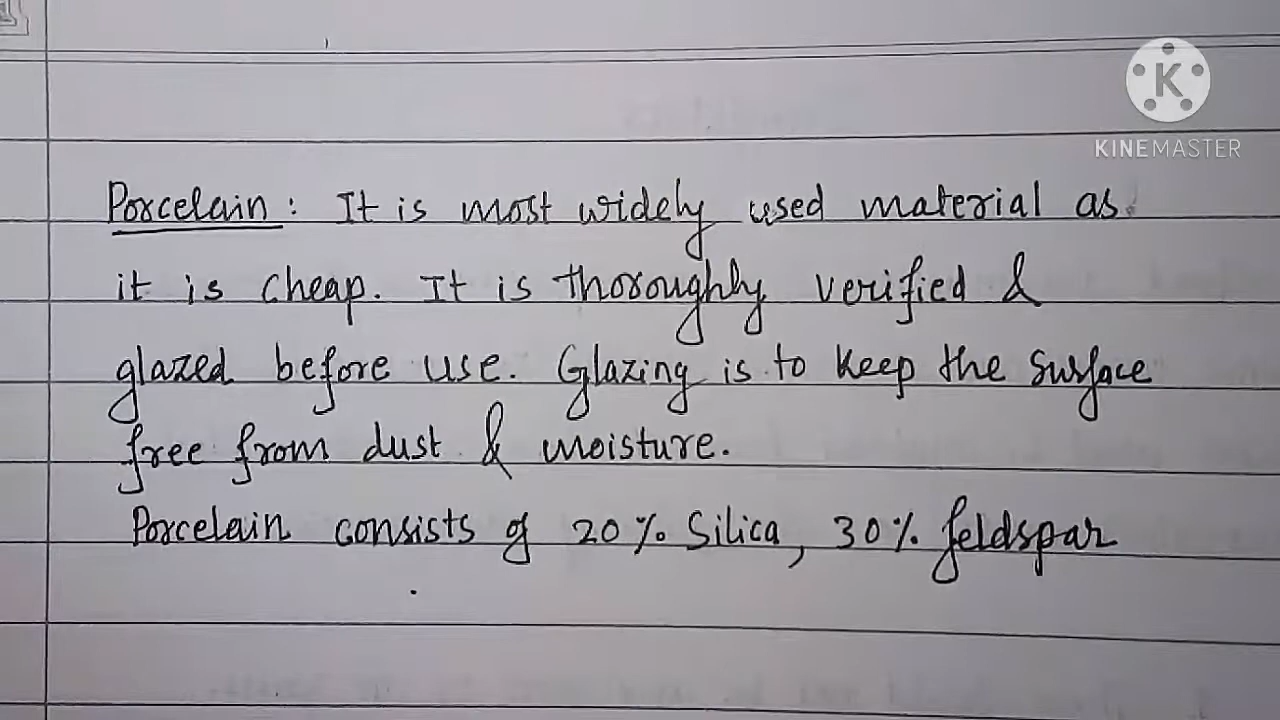 K
KINEMASTER
Porcelain: It is most widely used material as
it is cheap. It is thoroughly verified &
glazed before use. Glazing is to keep the surface
free from dust & moisture.
Porcelain consists of 20% Silica, 30% feldspar